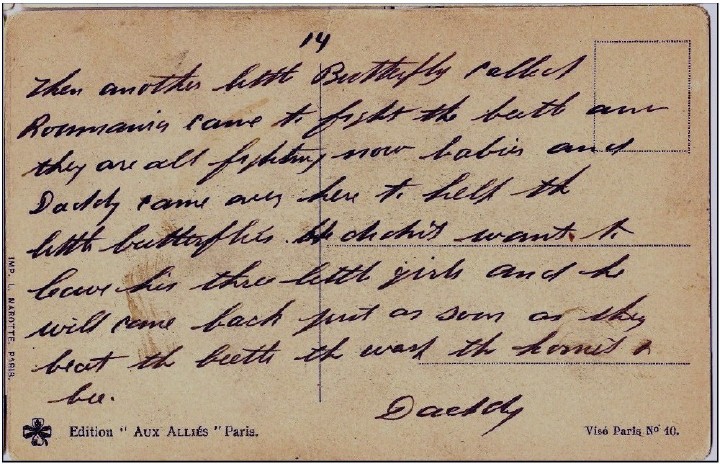 14
Then another little Butterfly called
Roumania came to fight the beetle and
they are all fighting now babies and
Daddy came over here to help the
little butterflies. He didn't want to
leave his three little girls and he
will come back just as soon as they
beat the beetle the wasp the hornet &
bee.
Daddy
IMP. L. MAROTTE, PARIS.
Edition " AUX ALLIÉS " Paris.
Visé Paris No 10.